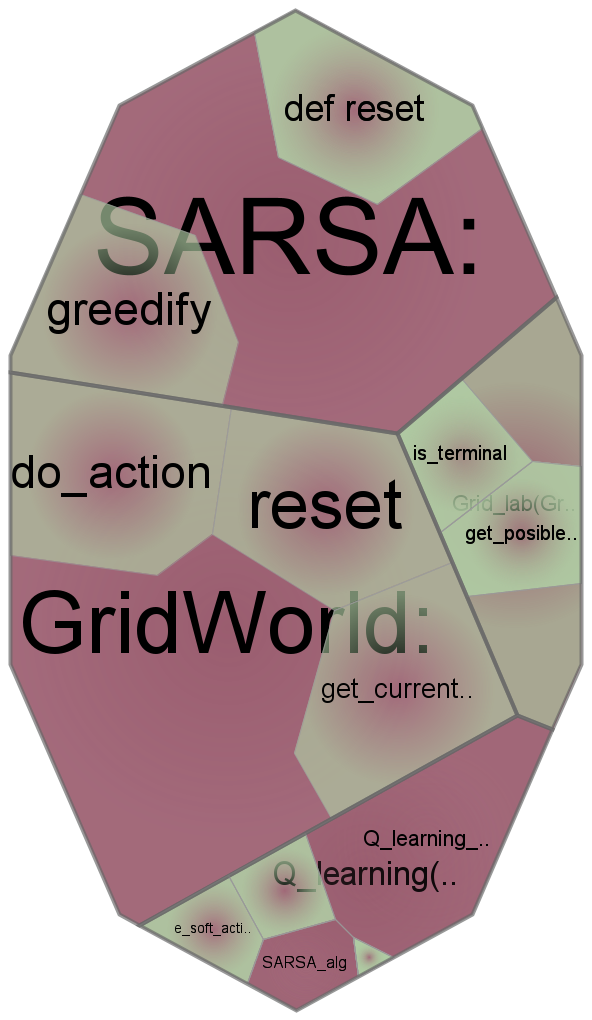 def reset
SARSA:
greedify
do_action
reset
is_terminal
Grid_lab(Gr..
get_posible..
GridWorld:
get_current..
Q_learning_..
Q_learning(..
e_soft_acti..
SARSA_alg